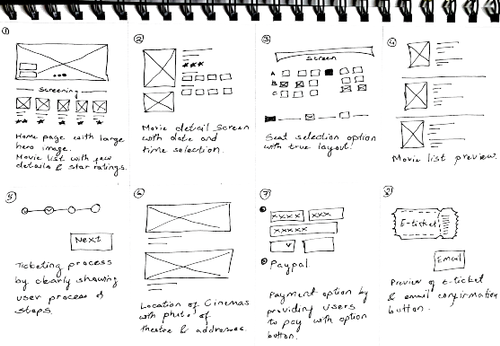 1
Screening
Home page with large
hero image.
Movie list with few
details & star ratings.
2
Movie detail screen
with date and
time selection.
3
Screen
A
B
C
Seat selection option
with true layout!
4
Movie list preview.
5
Next
Ticketing process
by clearly showing
user process of
steps.
6
Location of Cinemas
with photo of
theatre & addresses.
7
xxxx xxx
xxxxx
Paypal
Payment option by
providing users
to pay with option
button.
8
E-ticket
Email
Preview of e-ticket
& email confirmation
button.